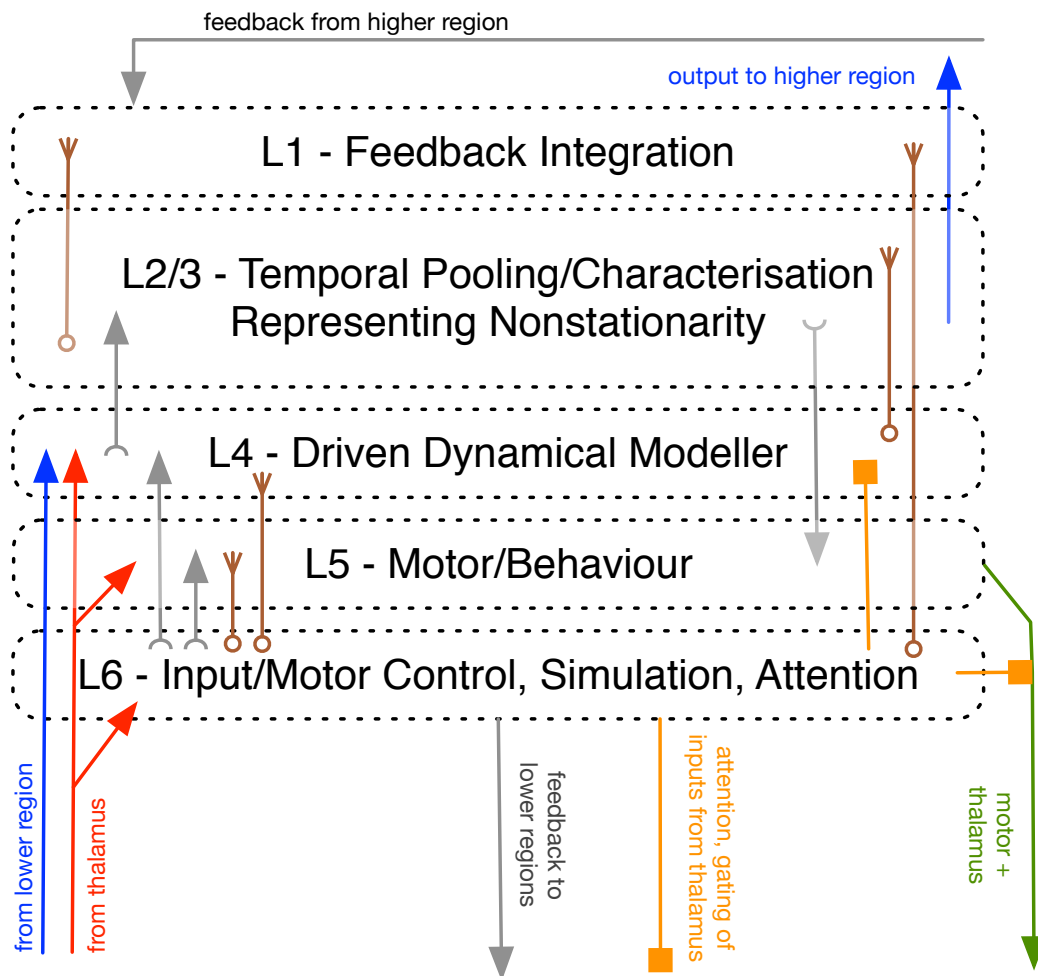 feedback from higher region
output to higher region
L1 - Feedback Integration
L2/3 - Temporal Pooling/Characterisation
Representing Nonstationarity
L4 - Driven Dynamical Modeller
L5 - Motor/Behaviour
L6 - Input/Motor Control, Simulation, Attention
from lower region
from thalamus
feedback to
lower regions
attention, gating of
inputs from thalamus
motor +
thalamus